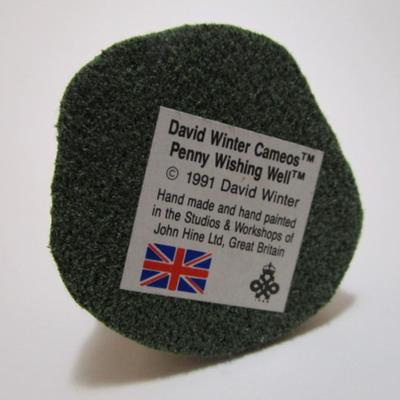 David Winter Cameos™
Penny Wishing Well™
© 1991 David Winter
Hand made and hand painted
in the Studios & Workshops of
John Hine Ltd, Great Britain